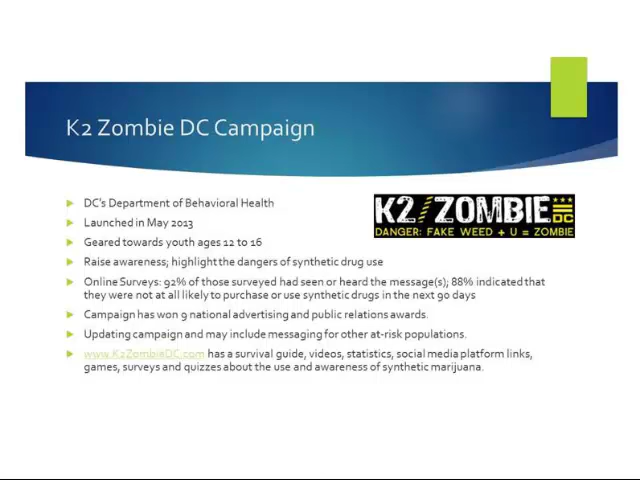 K2 Zombie DC Campaign
DC's Department of Behavioral Health
K2/ZOMBIE DC
DANGER: FAKE WEED + U = ZOMBIE
Launched in May 2013
Geared towards youth ages 12 to 16
Raise awareness; highlight the dangers of synthetic drug use
Online Surveys: 92% of those surveyed had seen or heard the message(s); 88% indicated that
they were not at all likely to purchase or use synthetic drugs in the next 90 days
Campaign has won 9 national advertising and public relations awards.
Updating campaign and may include messaging for other at-risk populations.
www.K2ZombieDC.com has a survival guide, videos, statistics, social media platform links,
games, surveys and quizzes about the use and awareness of synthetic marijuana.